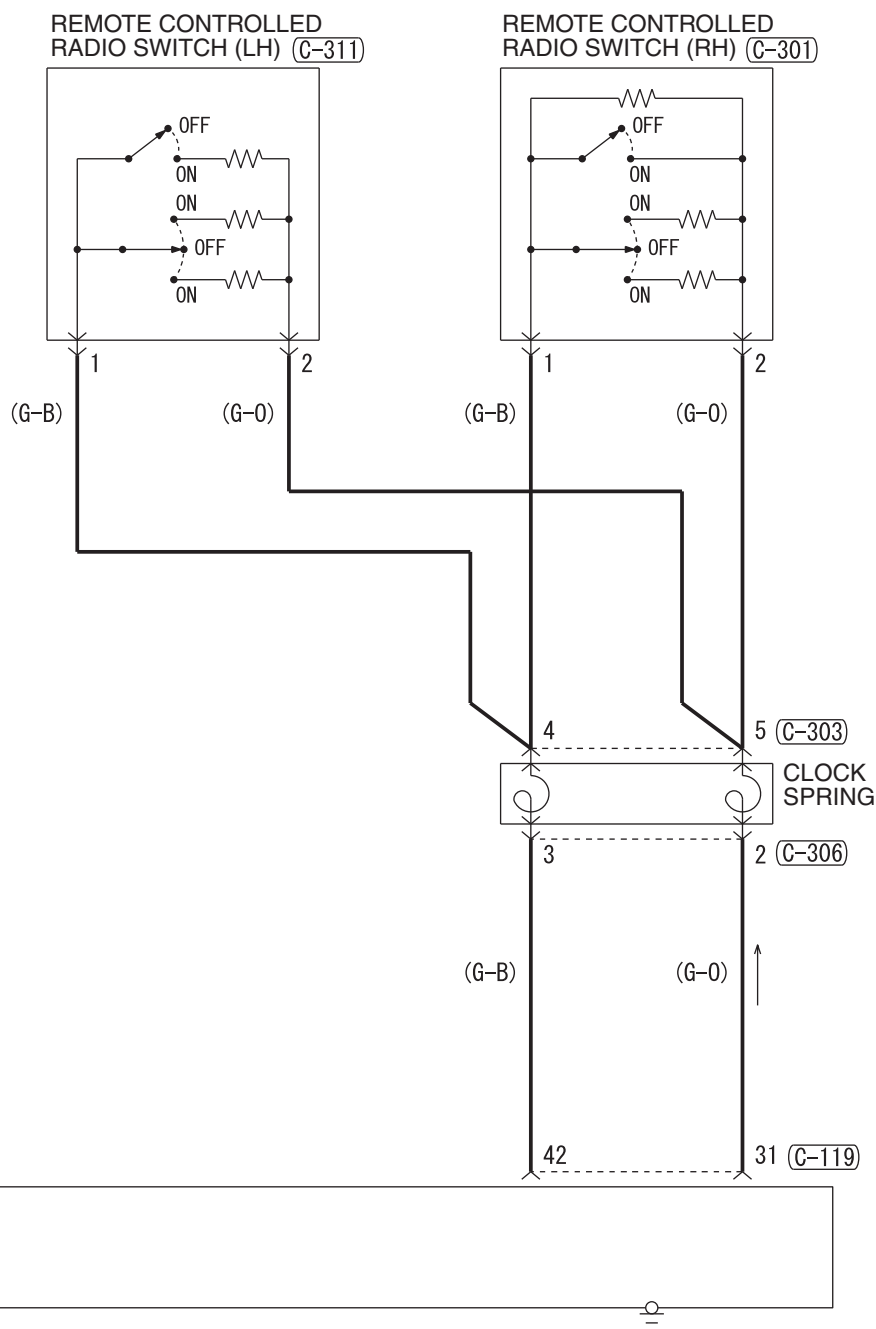 REMOTE CONTROLLED
RADIO SWITCH (LH) C-311
REMOTE CONTROLLED
RADIO SWITCH (RH) C-301
OFF
ON
ON
OFF
ON
OFF
ON
ON
OFF
ON
1
2
1
2
(G-B)
(G-O)
(G-B)
(G-O)
4
5 C-303
CLOCK
SPRING
3
2 C-306
(G-B)
(G-O)
42
31 C-119